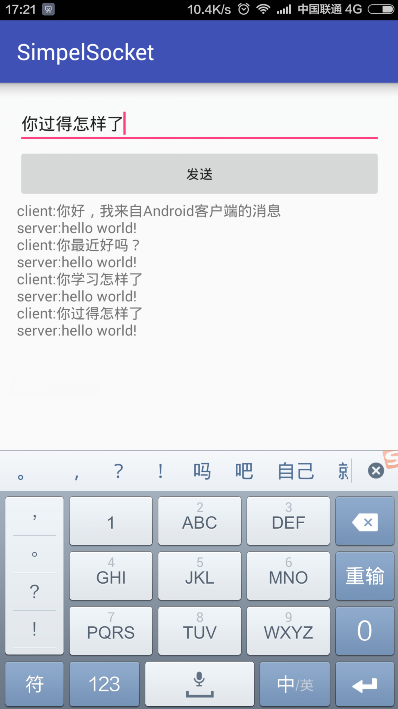 17:21 10.4K/s 中国联通 4G
SimpelSocket
你过得怎样了
发送
client:你好，我来自Android客户端的消息
server:hello world!
client:你最近好吗？
server:hello world!
client:你学习怎样了
server:hello world!
client:你过得怎样了
server:hello world!
。 ， ？ ！ 吗 吧 自己
， 1 2 ABC 3 DEF
。 4 GHI 5 JKL 6 MNO 重输
？ ！ 7 PQRS 8 TUV 9 WXYZ 0
符 123 中/英